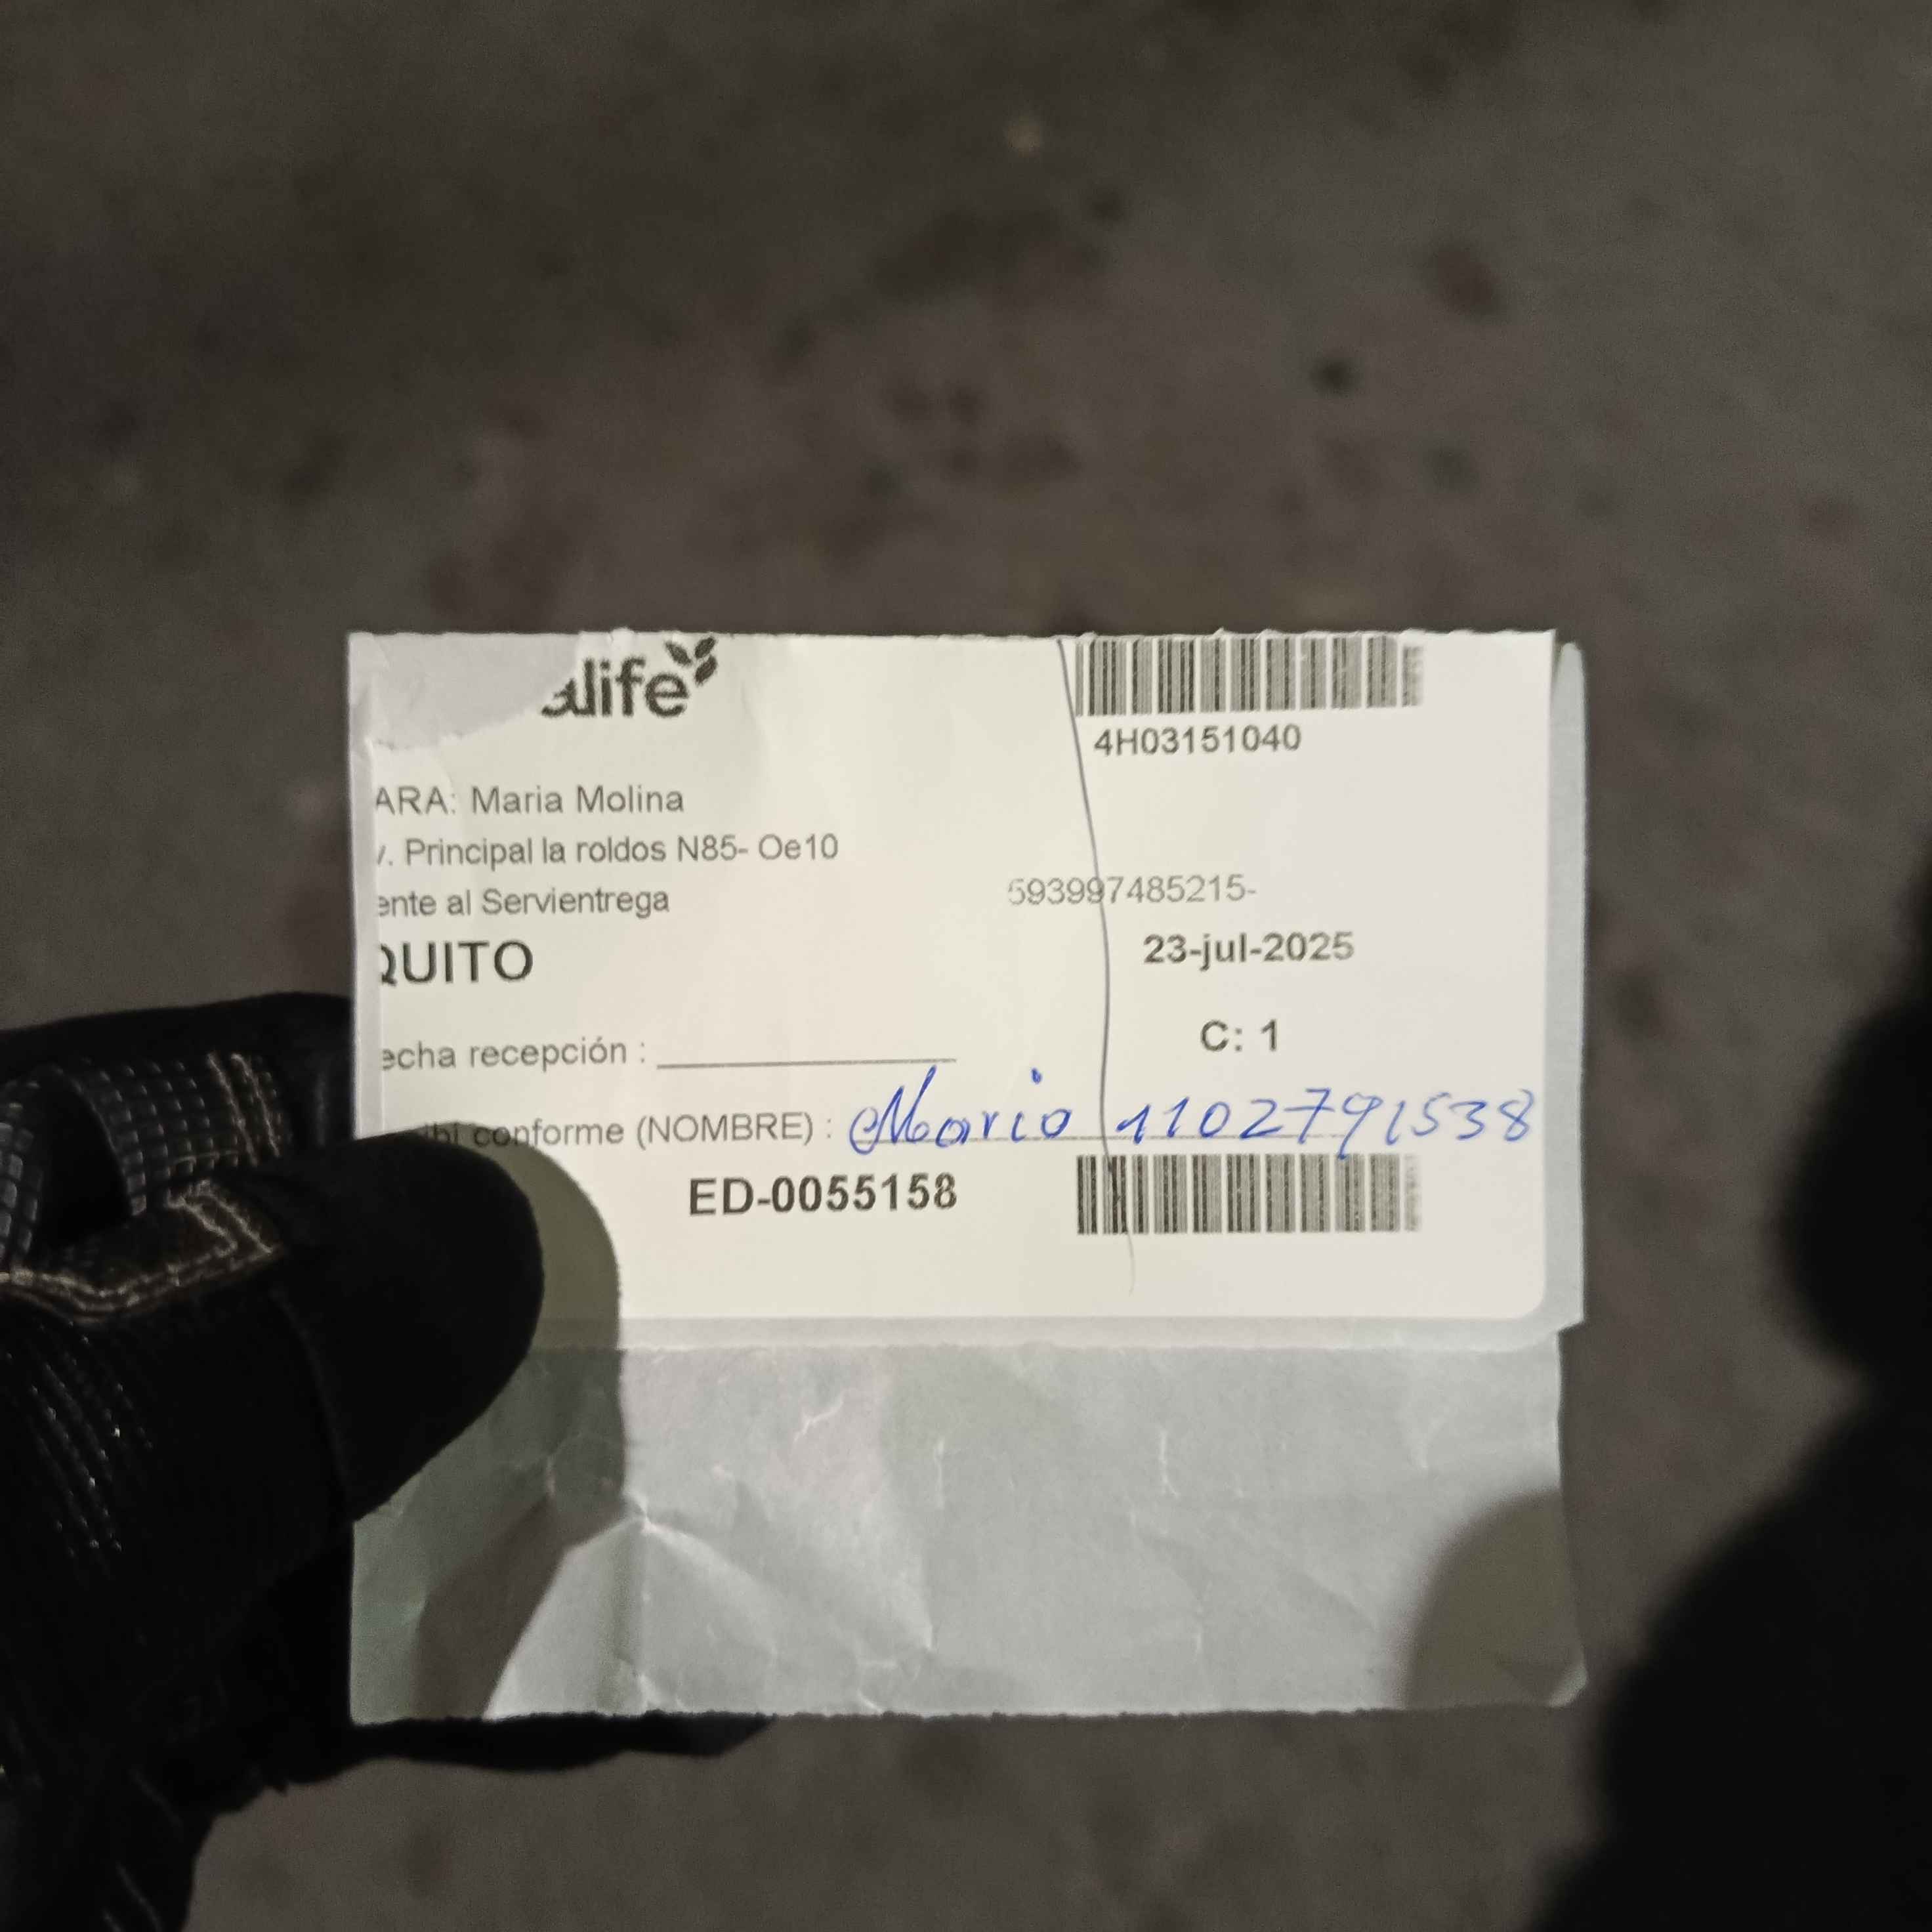 alife
4H03151040
ARA: Maria Molina
. Principal la roldos N85- Oe10
ente al Servientrega
593997485215-
QUITO
23-jul-2025
echa recepción :
C: 1
ibi conforme (NOMBRE) : Mario 1102791538
ED-0055158